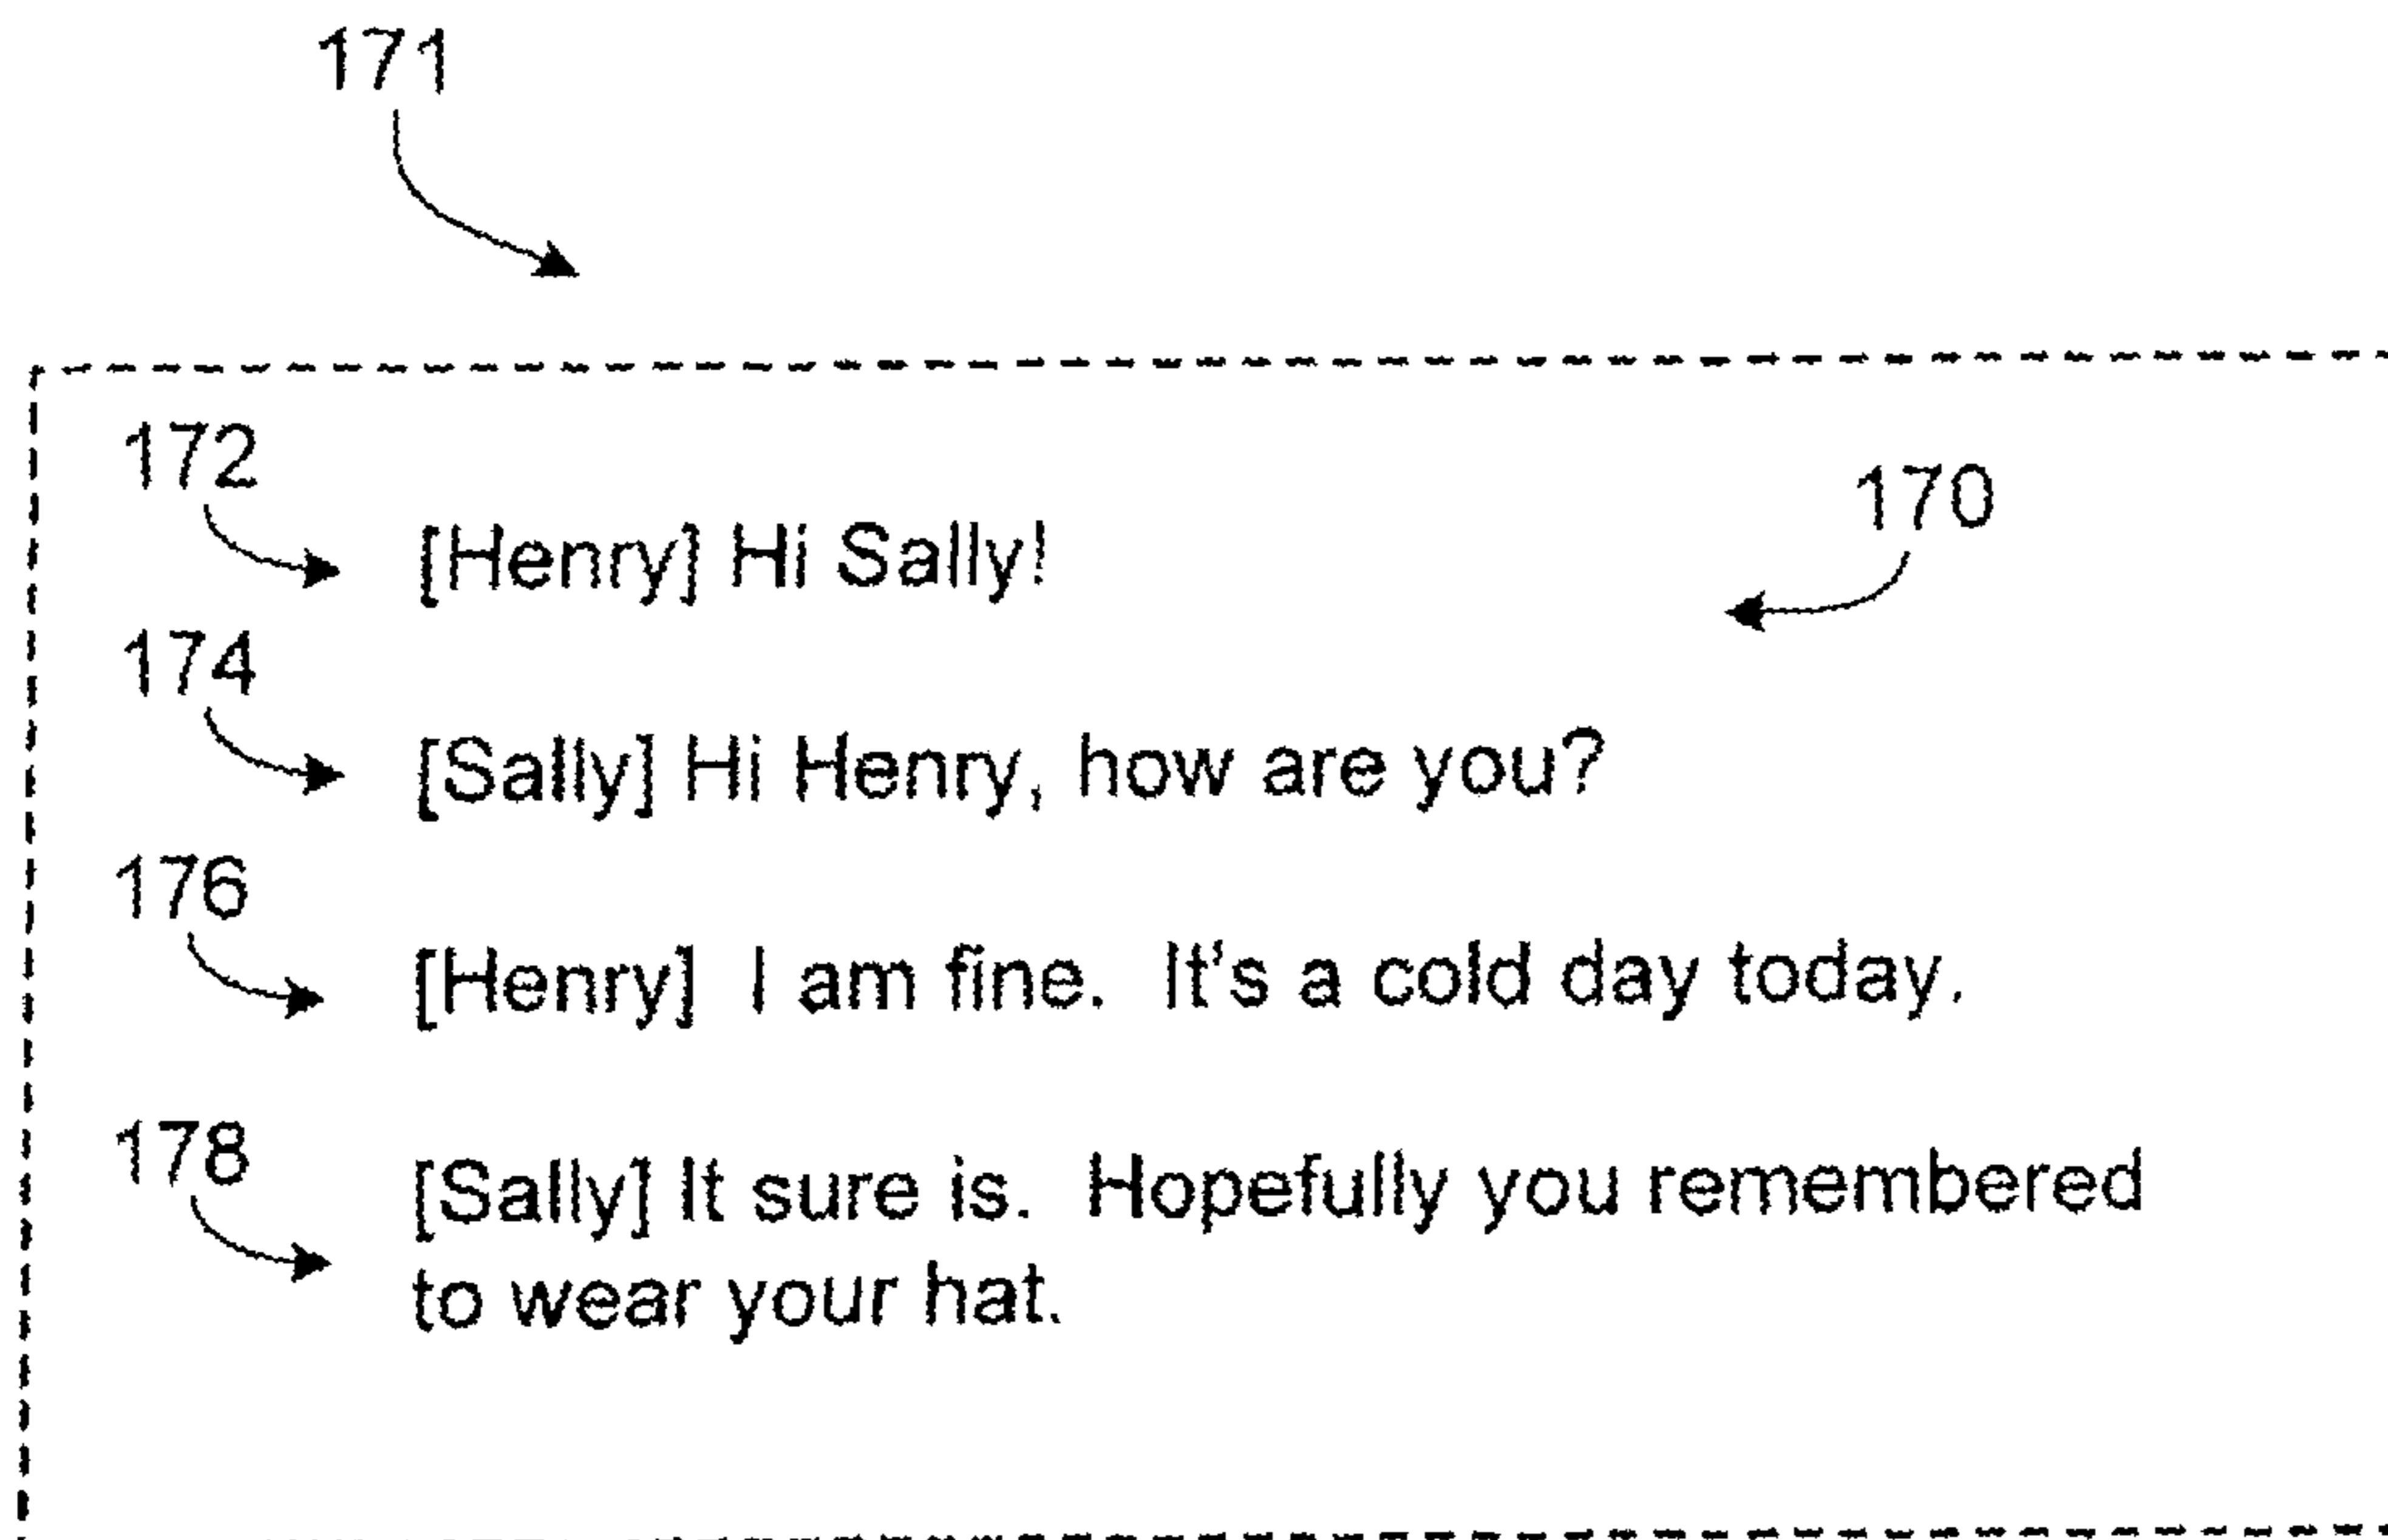 171
172
170
[Henry] Hi Sally!
174
[Sally] Hi Henry, how are you?
176
[Henry] I am fine. It's a cold day today.
178
[Sally] It sure is. Hopefully you remembered
to wear your hat.